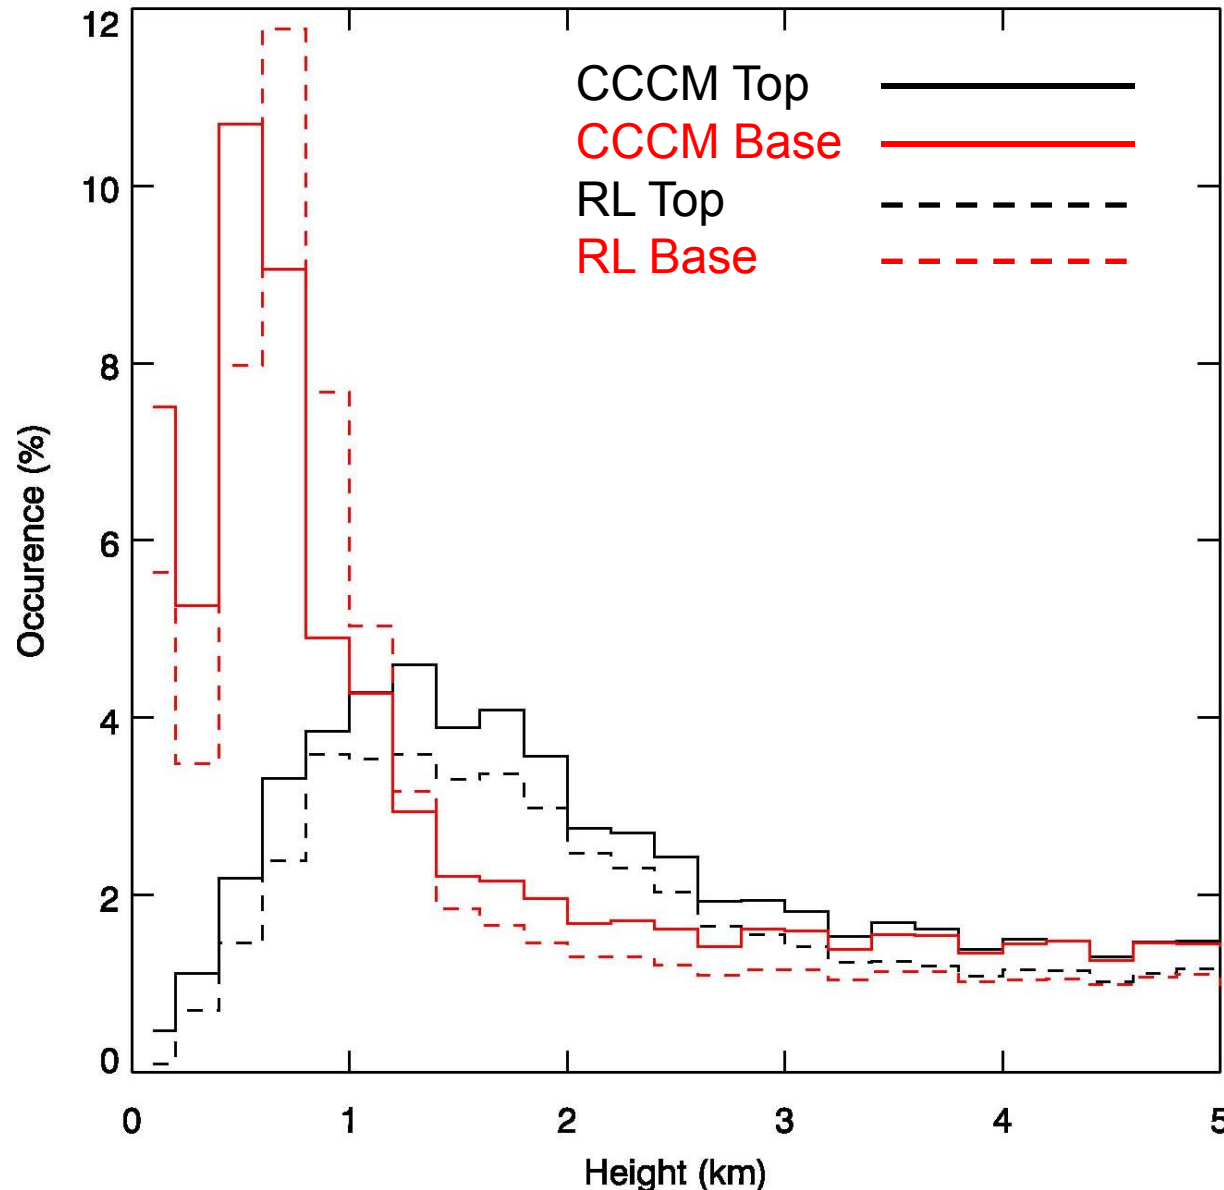 12
10
8
6
4
2
0
Occurence (%)
CCCM Top
CCCM Base
RL Top
RL Base
0 1 2 3 4 5
Height (km)